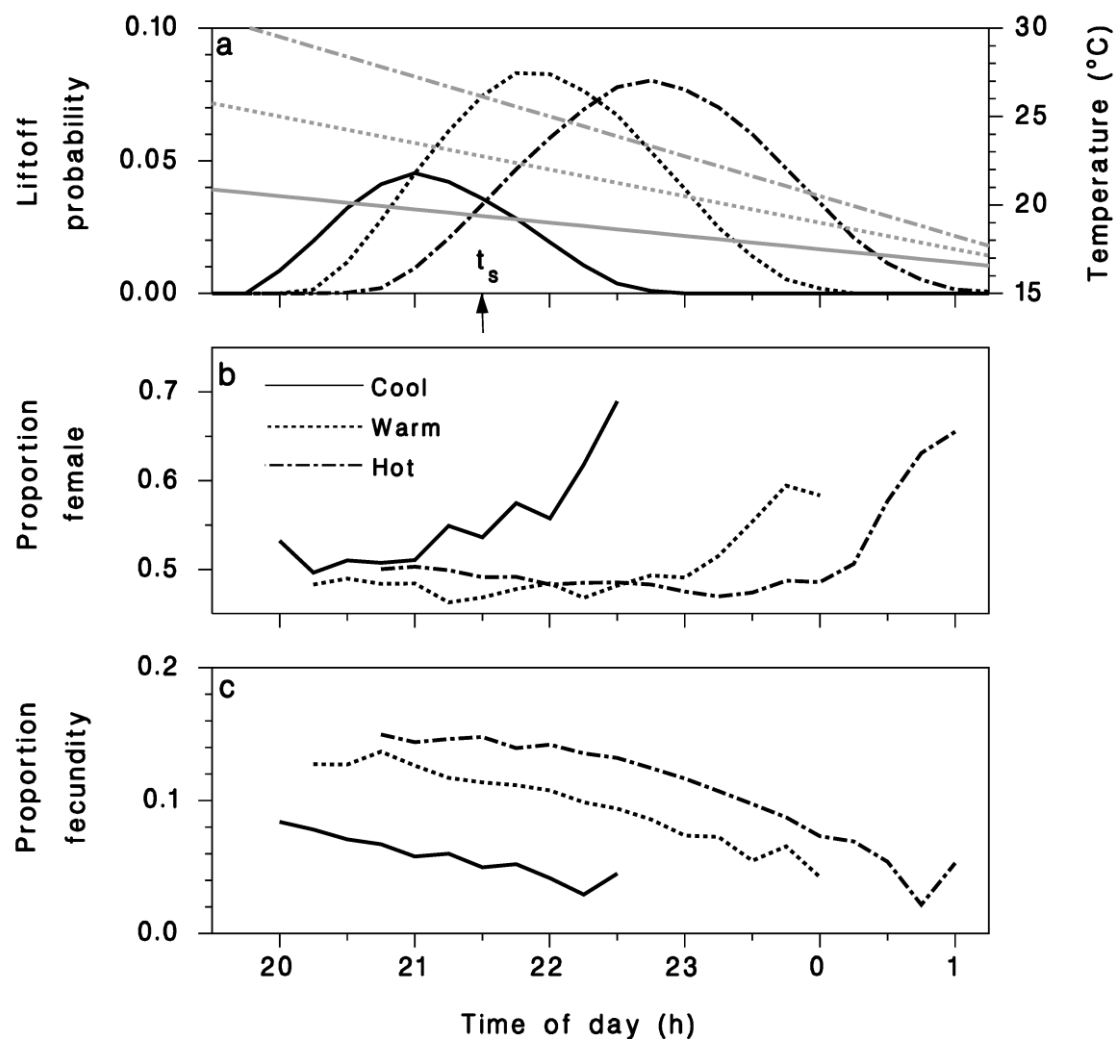 0.10
0.05
0.00
Liftoff
probability
a
t_s
30
25
20
15
Temperature (°C)
b
Cool
Warm
Hot
0.7
0.6
0.5
Proportion
female
c
0.2
0.1
0.0
Proportion
fecundity
20 21 22 23 0 1
Time of day (h)